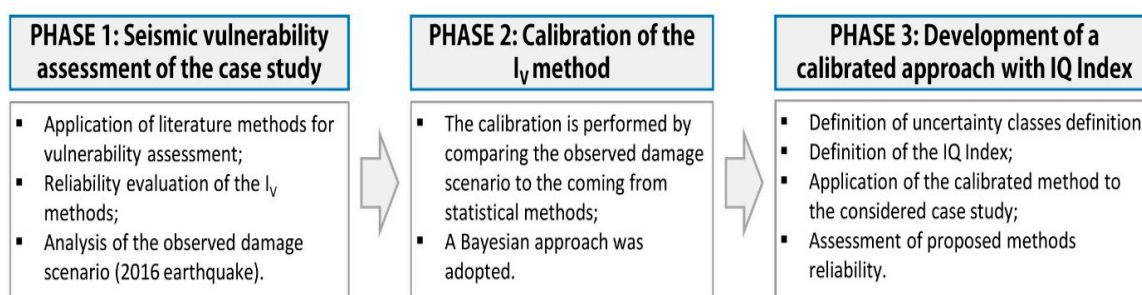 PHASE 1: Seismic vulnerability
assessment of the case study
▪ Application of literature methods for
vulnerability assessment;
▪ Reliability evaluation of the IV
methods;
▪ Analysis of the observed damage
scenario (2016 earthquake).
PHASE 2: Calibration of the
IV method
▪ The calibration is performed by
comparing the observed damage
scenario to the coming from
statistical methods;
▪ A Bayesian approach was
adopted.
PHASE 3: Development of a
calibrated approach with IQ Index
▪ Definition of uncertainty classes definition
▪ Definition of the IQ Index;
▪ Application of the calibrated method to
the considered case study;
▪ Assessment of proposed methods
reliability.